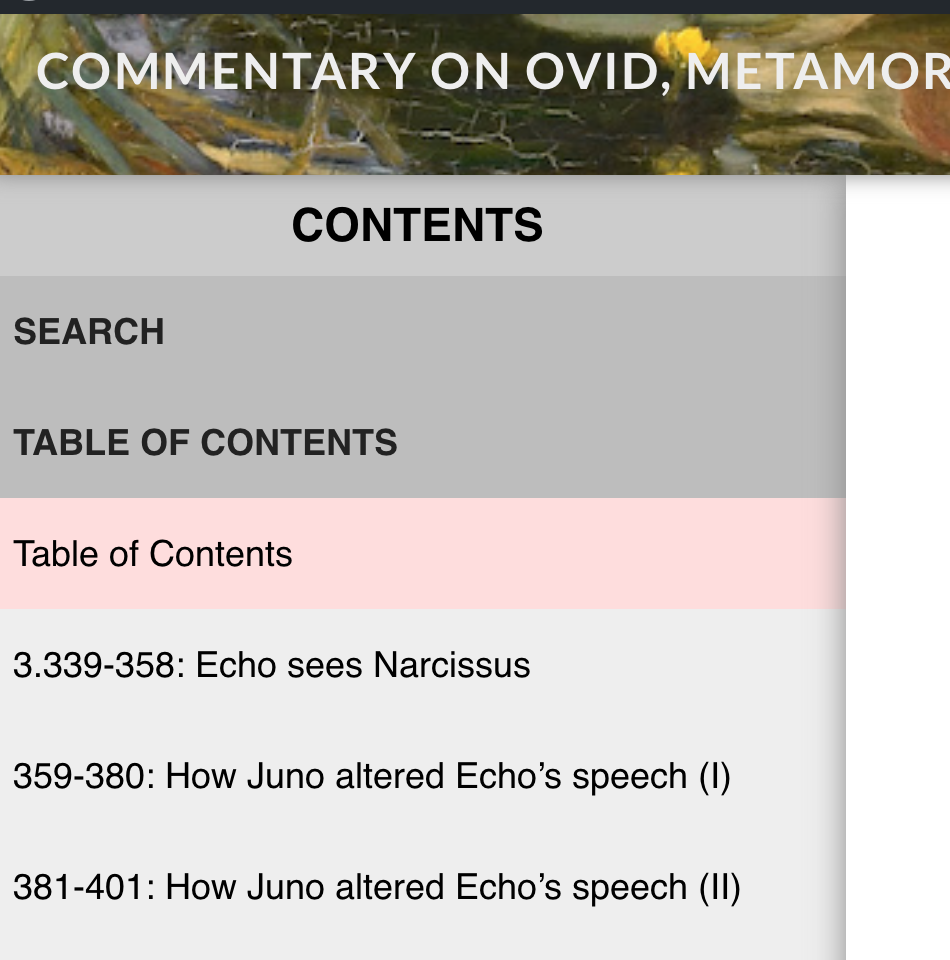 COMMENTARY ON OVID, METAMOR
CONTENTS
SEARCH
TABLE OF CONTENTS
Table of Contents
3.339-358: Echo sees Narcissus
359-380: How Juno altered Echo’s speech (I)
381-401: How Juno altered Echo’s speech (II)